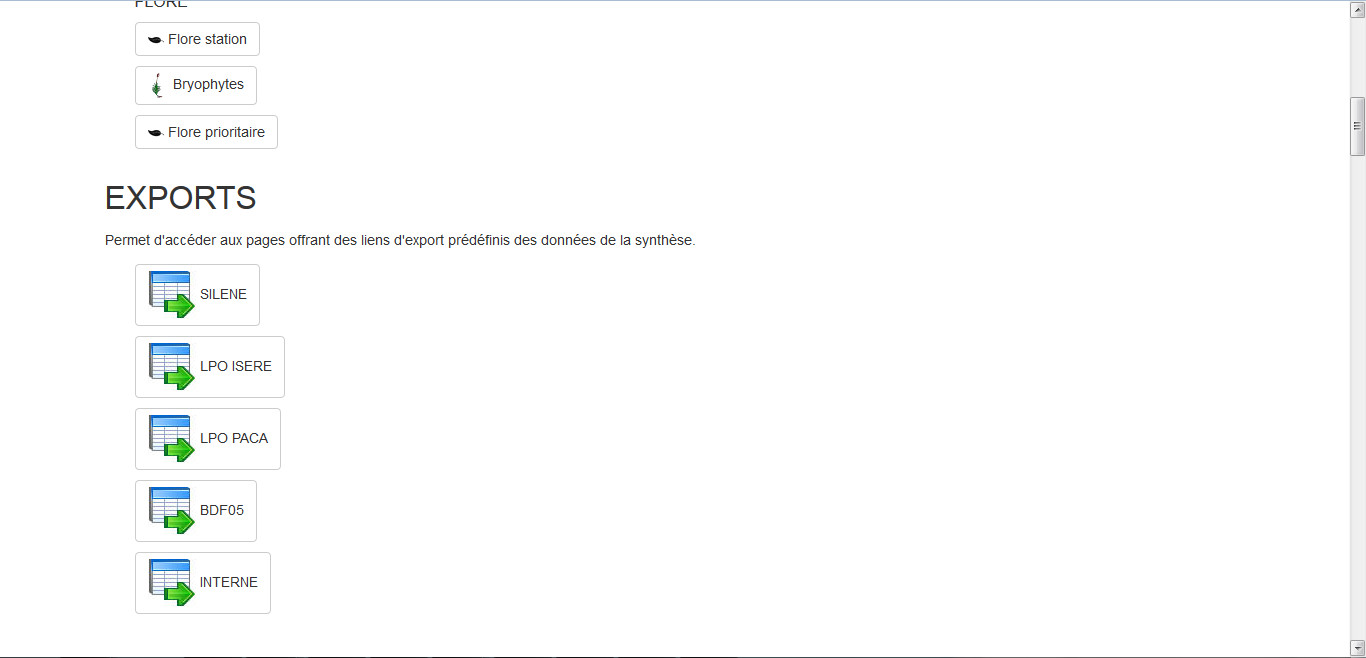 FLORE
Flore station
Bryophytes
Flore prioritaire
EXPORTS
Permet d'accéder aux pages offrant des liens d'export prédéfinis des données de la synthèse.
SILENE
LPO ISERE
LPO PACA
BDF05
INTERNE